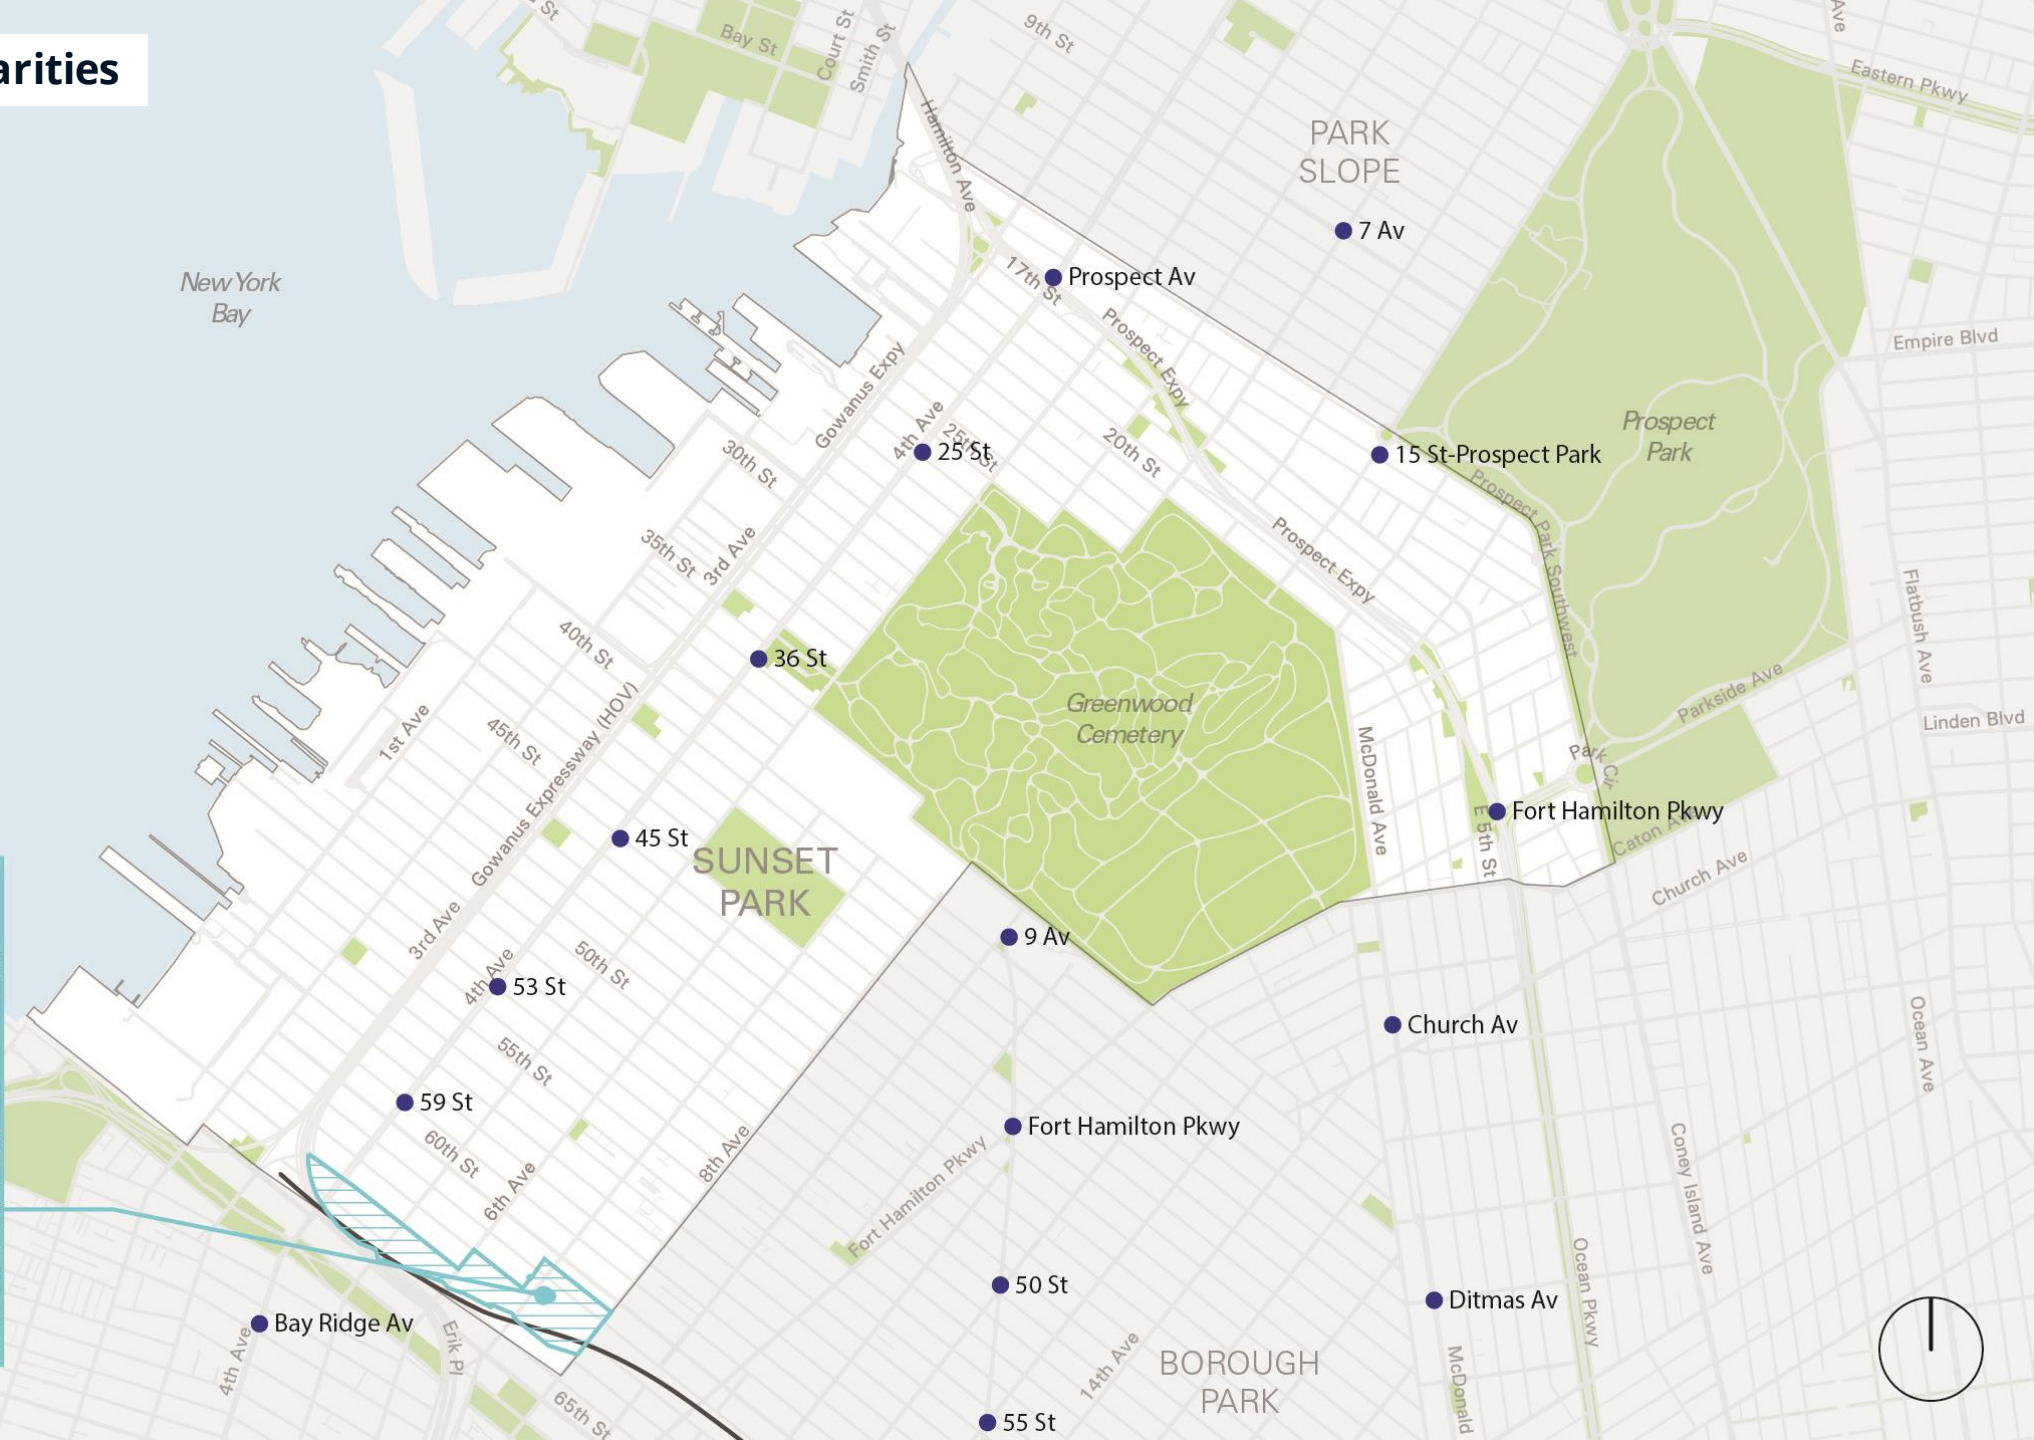 arities
St
Bay St
Court St
Smith St
9th St
Ave
Eastern Pkwy
PARK
SLOPE
Hamilton Ave
7 Av
New York
Bay
17th St
Prospect Av
Prospect Expy
Empire Blvd
Gowanus Expy
4th Ave
25th St
25 St
20th St
Prospect
Park
15 St-Prospect Park
30th St
Prospect Park Southwest
35th St
3rd Ave
Prospect Expy
Flatbush Ave
40th St
36 St
Greenwood
Cemetery
Parkside Ave
Linden Blvd
1st Ave
45th St
Gowanus Expressway (HOV)
McDonald Ave
Park Cir
45 St
SUNSET
PARK
E 5th St
Fort Hamilton Pkwy
Caton Ave
Church Ave
3rd Ave
9 Av
4th Ave
50th St
53 St
Church Av
Ocean Ave
55th St
59 St
60th St
8th Ave
Fort Hamilton Pkwy
6th Ave
Fort Hamilton Pkwy
Coney Island Ave
50 St
Ditmas Av
Ocean Pkwy
Bay Ridge Av
4th Ave
Erik Pl
14th Ave
BOROUGH
PARK
McDonald
65th St
55 St